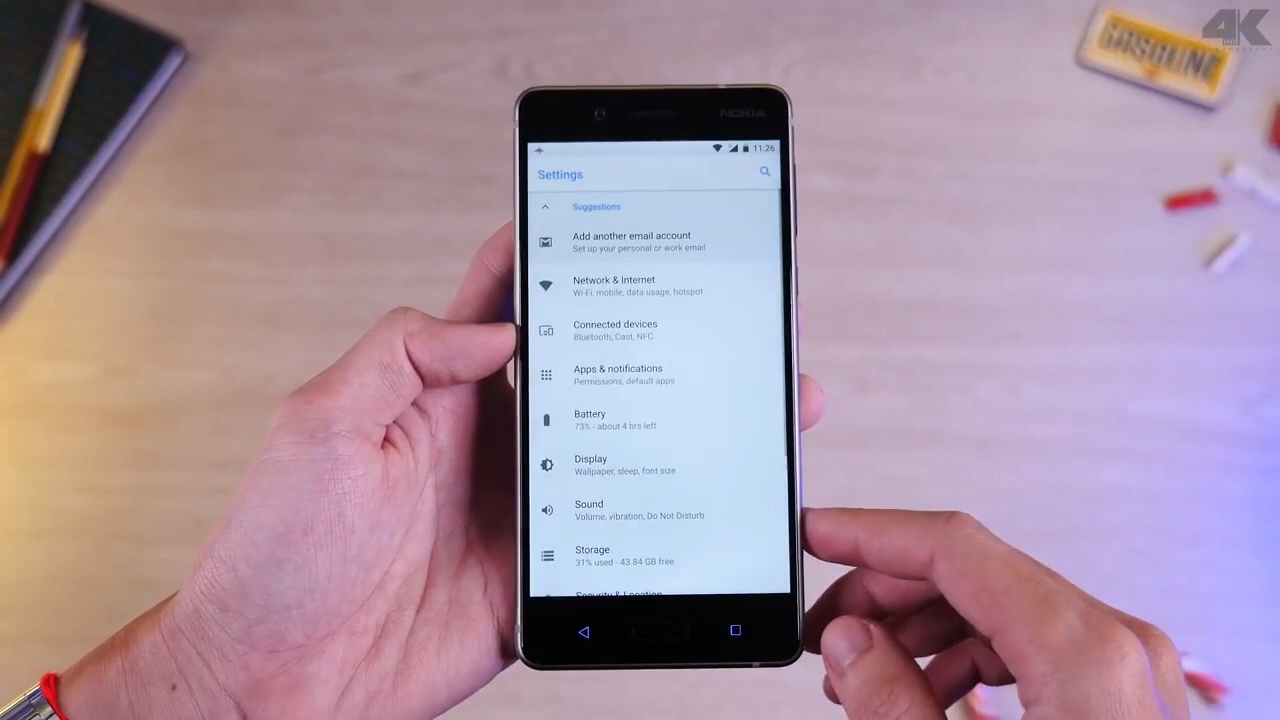 4K
GASOLINE
NOKIA
11:26
Settings
Suggestions
Add another email account
Set up your personal or work email
Network & Internet
Wi-Fi, mobile, data usage, hotspot
Connected devices
Bluetooth, Cast, NFC
Apps & notifications
Permissions, default apps
Battery
73% - about 4 hrs left
Display
Wallpaper, sleep, font size
Sound
Volume, vibration, Do Not Disturb
Storage
31% used - 43.84 GB free
Security & Location